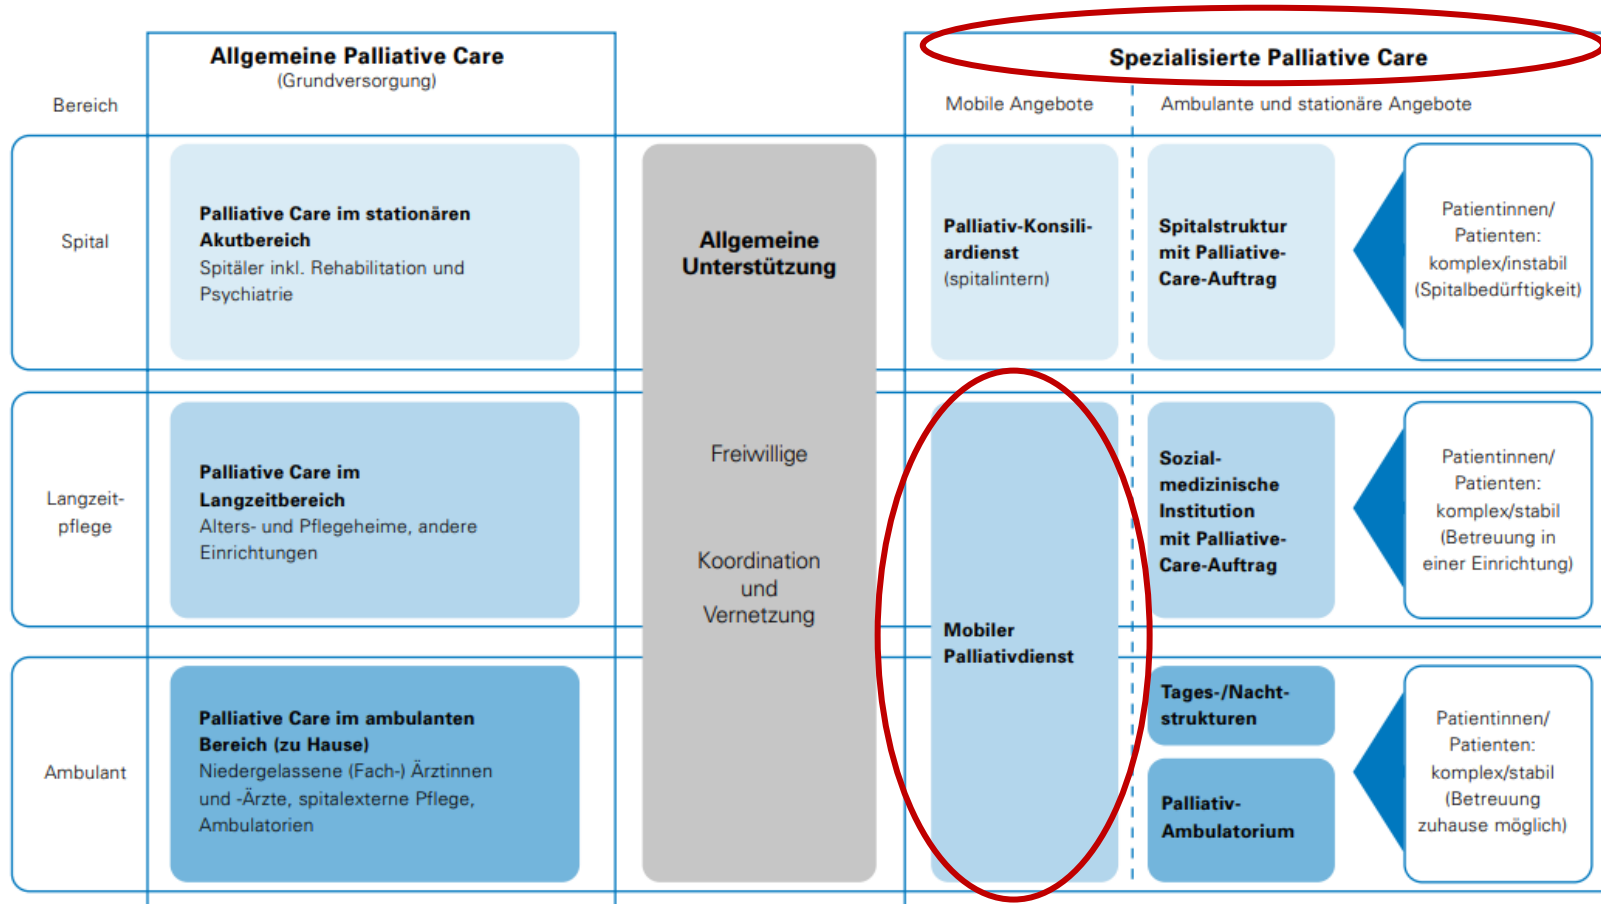 Allgemeine Palliative Care
(Grundversorgung)
Spezialisierte Palliative Care
Bereich
Mobile Angebote
Ambulante und stationäre Angebote
Spital
Palliative Care im stationären
Akutbereich
Spitäler inkl. Rehabilitation und
Psychiatrie
Allgemeine
Unterstützung
Freiwillige
Koordination
und
Vernetzung
Palliativ-Konsili-
ardienst
(spitalintern)
Spitalstruktur
mit Palliative-
Care-Auftrag
Patientinnen/
Patienten:
komplex/instabil
(Spitalbedürftigkeit)
Langzeit-
pflege
Palliative Care im
Langzeitbereich
Alters- und Pflegeheime, andere
Einrichtungen
Mobiler
Palliativdienst
Sozial-
medizinische
Institution
mit Palliative-
Care-Auftrag
Patientinnen/
Patienten:
komplex/stabil
(Betreuung in
einer Einrichtung)
Ambulant
Palliative Care im ambulanten
Bereich (zu Hause)
Niedergelassene (Fach-) Ärztinnen
und -Ärzte, spitalexterne Pflege,
Ambulatorien
Tages-/Nacht-
strukturen
Palliativ-
Ambulatorium
Patientinnen/
Patienten:
komplex/stabil
(Betreuung
zuhause möglich)